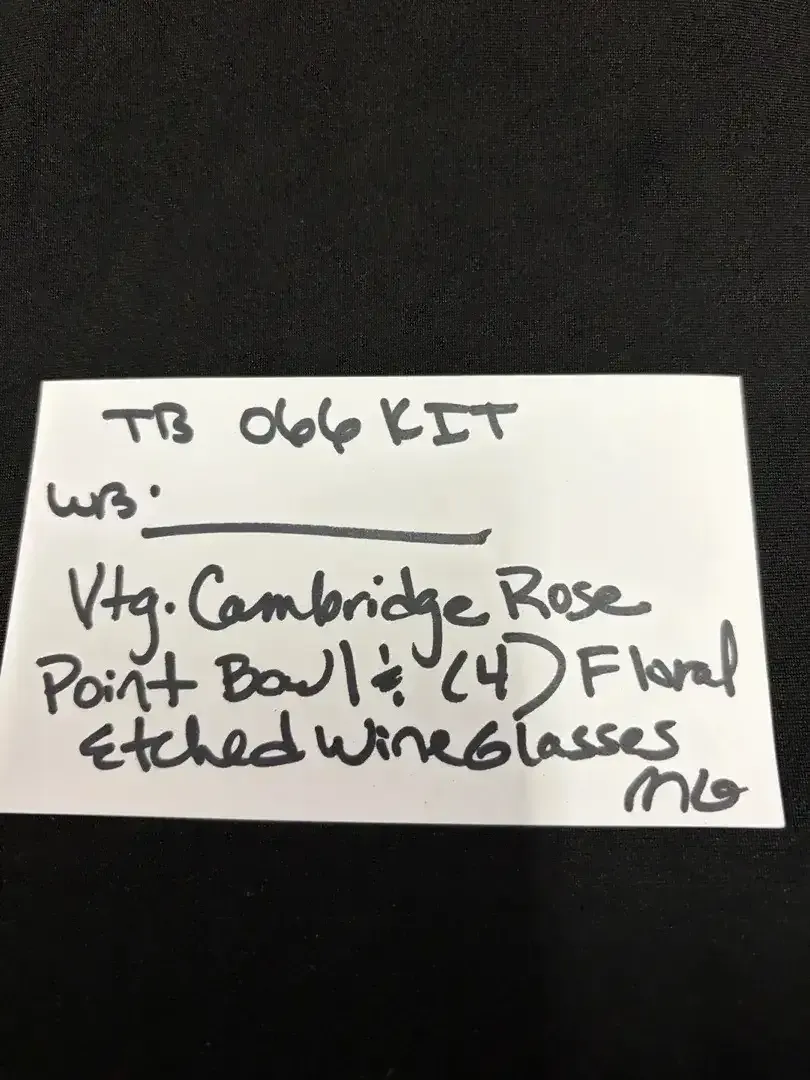 TB 066 KIT
WB:
Vtg. Cambridge Rose
Point Bowl & (4) Floral
Etched Wine Glasses
MG